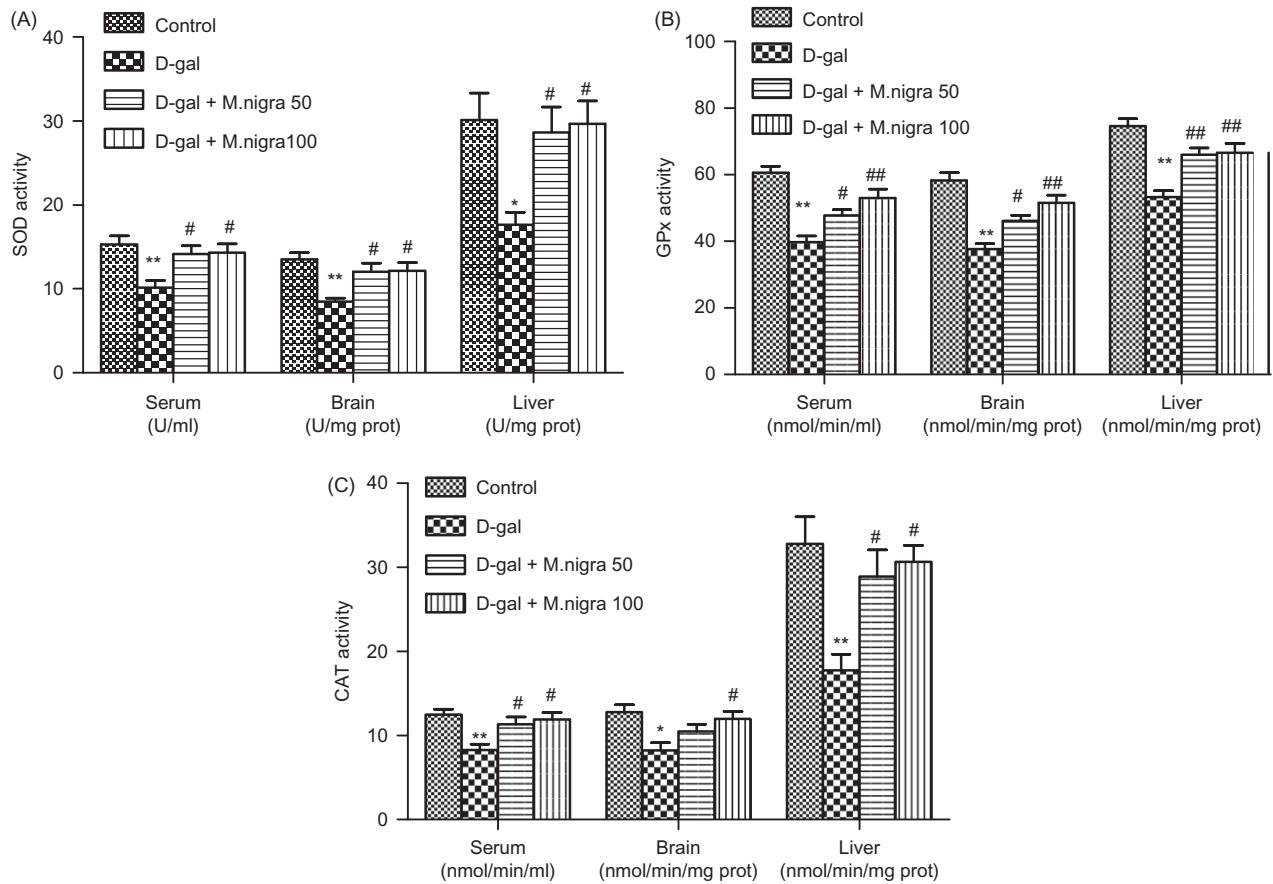 (A)
Control
D-gal
D-gal + M.nigra 50
D-gal + M.nigra100
SOD activity
40
30
20
10
0
**
#
#
**
#
#
*
#
#
Serum
(U/ml)
Brain
(U/mg prot)
Liver
(U/mg prot)
(B)
Control
D-gal
D-gal + M.nigra 50
D-gal + M.nigra 100
GPx activity
100
80
60
40
20
0
**
#
##
**
#
##
**
##
##
Serum
(nmol/min/ml)
Brain
(nmol/min/mg prot)
Liver
(nmol/min/mg prot)
(C)
Control
D-gal
D-gal + M.nigra 50
D-gal + M.nigra 100
CAT activity
40
30
20
10
0
**
#
#
*
#
**
#
#
Serum
(nmol/min/ml)
Brain
(nmol/min/mg prot)
Liver
(nmol/min/mg prot)